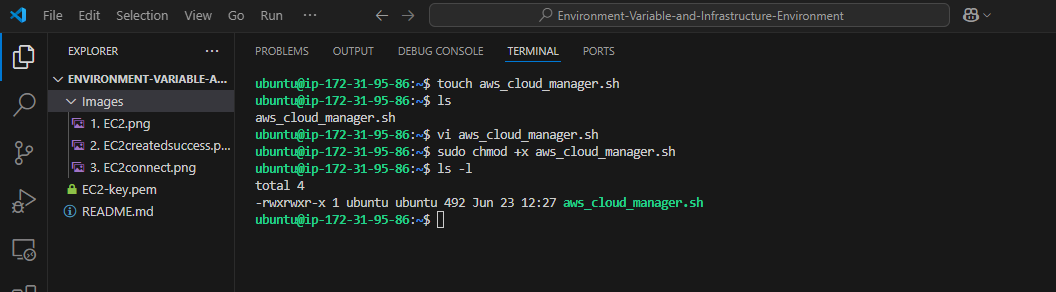 File Edit Selection View Go Run ··· Environment-Variable-and-Infrastructure-Environment
EXPLORER ···
ENVIRONMENT-VARIABLE-A...
Images
1. EC2.png
2. EC2createdsuccess.p...
3. EC2connect.png
EC2-key.pem
README.md
PROBLEMS OUTPUT DEBUG CONSOLE TERMINAL PORTS
ubuntu@ip-172-31-95-86:~$ touch aws_cloud_manager.sh
ubuntu@ip-172-31-95-86:~$ ls
aws_cloud_manager.sh
ubuntu@ip-172-31-95-86:~$ vi aws_cloud_manager.sh
ubuntu@ip-172-31-95-86:~$ sudo chmod +x aws_cloud_manager.sh
ubuntu@ip-172-31-95-86:~$ ls -l
total 4
-rwxrwxr-x 1 ubuntu ubuntu 492 Jun 23 12:27 aws_cloud_manager.sh
ubuntu@ip-172-31-95-86:~$